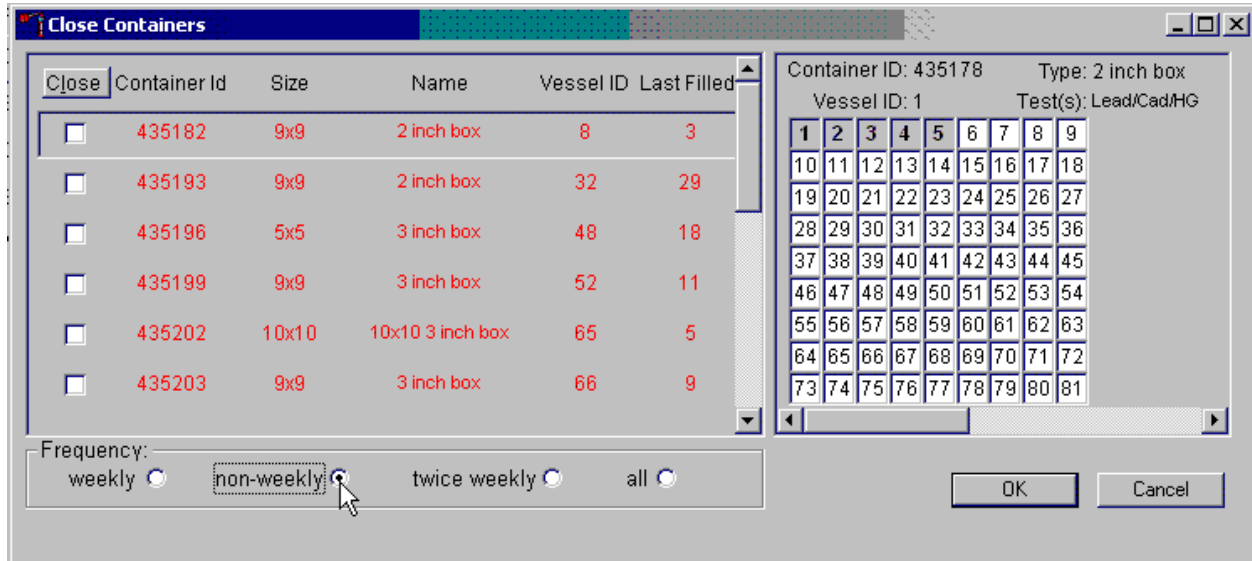 Close Containers
Close Container Id Size Name Vessel ID Last Filled
435182 9x9 2 inch box 8 3
435193 9x9 2 inch box 32 29
435196 5x5 3 inch box 48 18
435199 9x9 3 inch box 52 11
435202 10x10 10x10 3 inch box 65 5
435203 9x9 3 inch box 66 9
Container ID: 435178 Type: 2 inch box
Vessel ID: 1 Test(s): Lead/Cad/HG
1 2 3 4 5 6 7 8 9
10 11 12 13 14 15 16 17 18
19 20 21 22 23 24 25 26 27
28 29 30 31 32 33 34 35 36
37 38 39 40 41 42 43 44 45
46 47 48 49 50 51 52 53 54
55 56 57 58 59 60 61 62 63
64 65 66 67 68 69 70 71 72
73 74 75 76 77 78 79 80 81
Frequency:
weekly non-weekly twice weekly all
OK Cancel